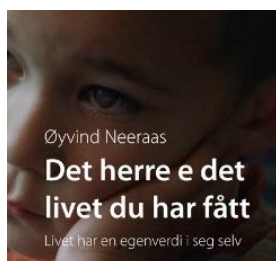 Øyvind Neeraas
Det herre e det
livet du har fått
Livet har en egenverdi i seg selv